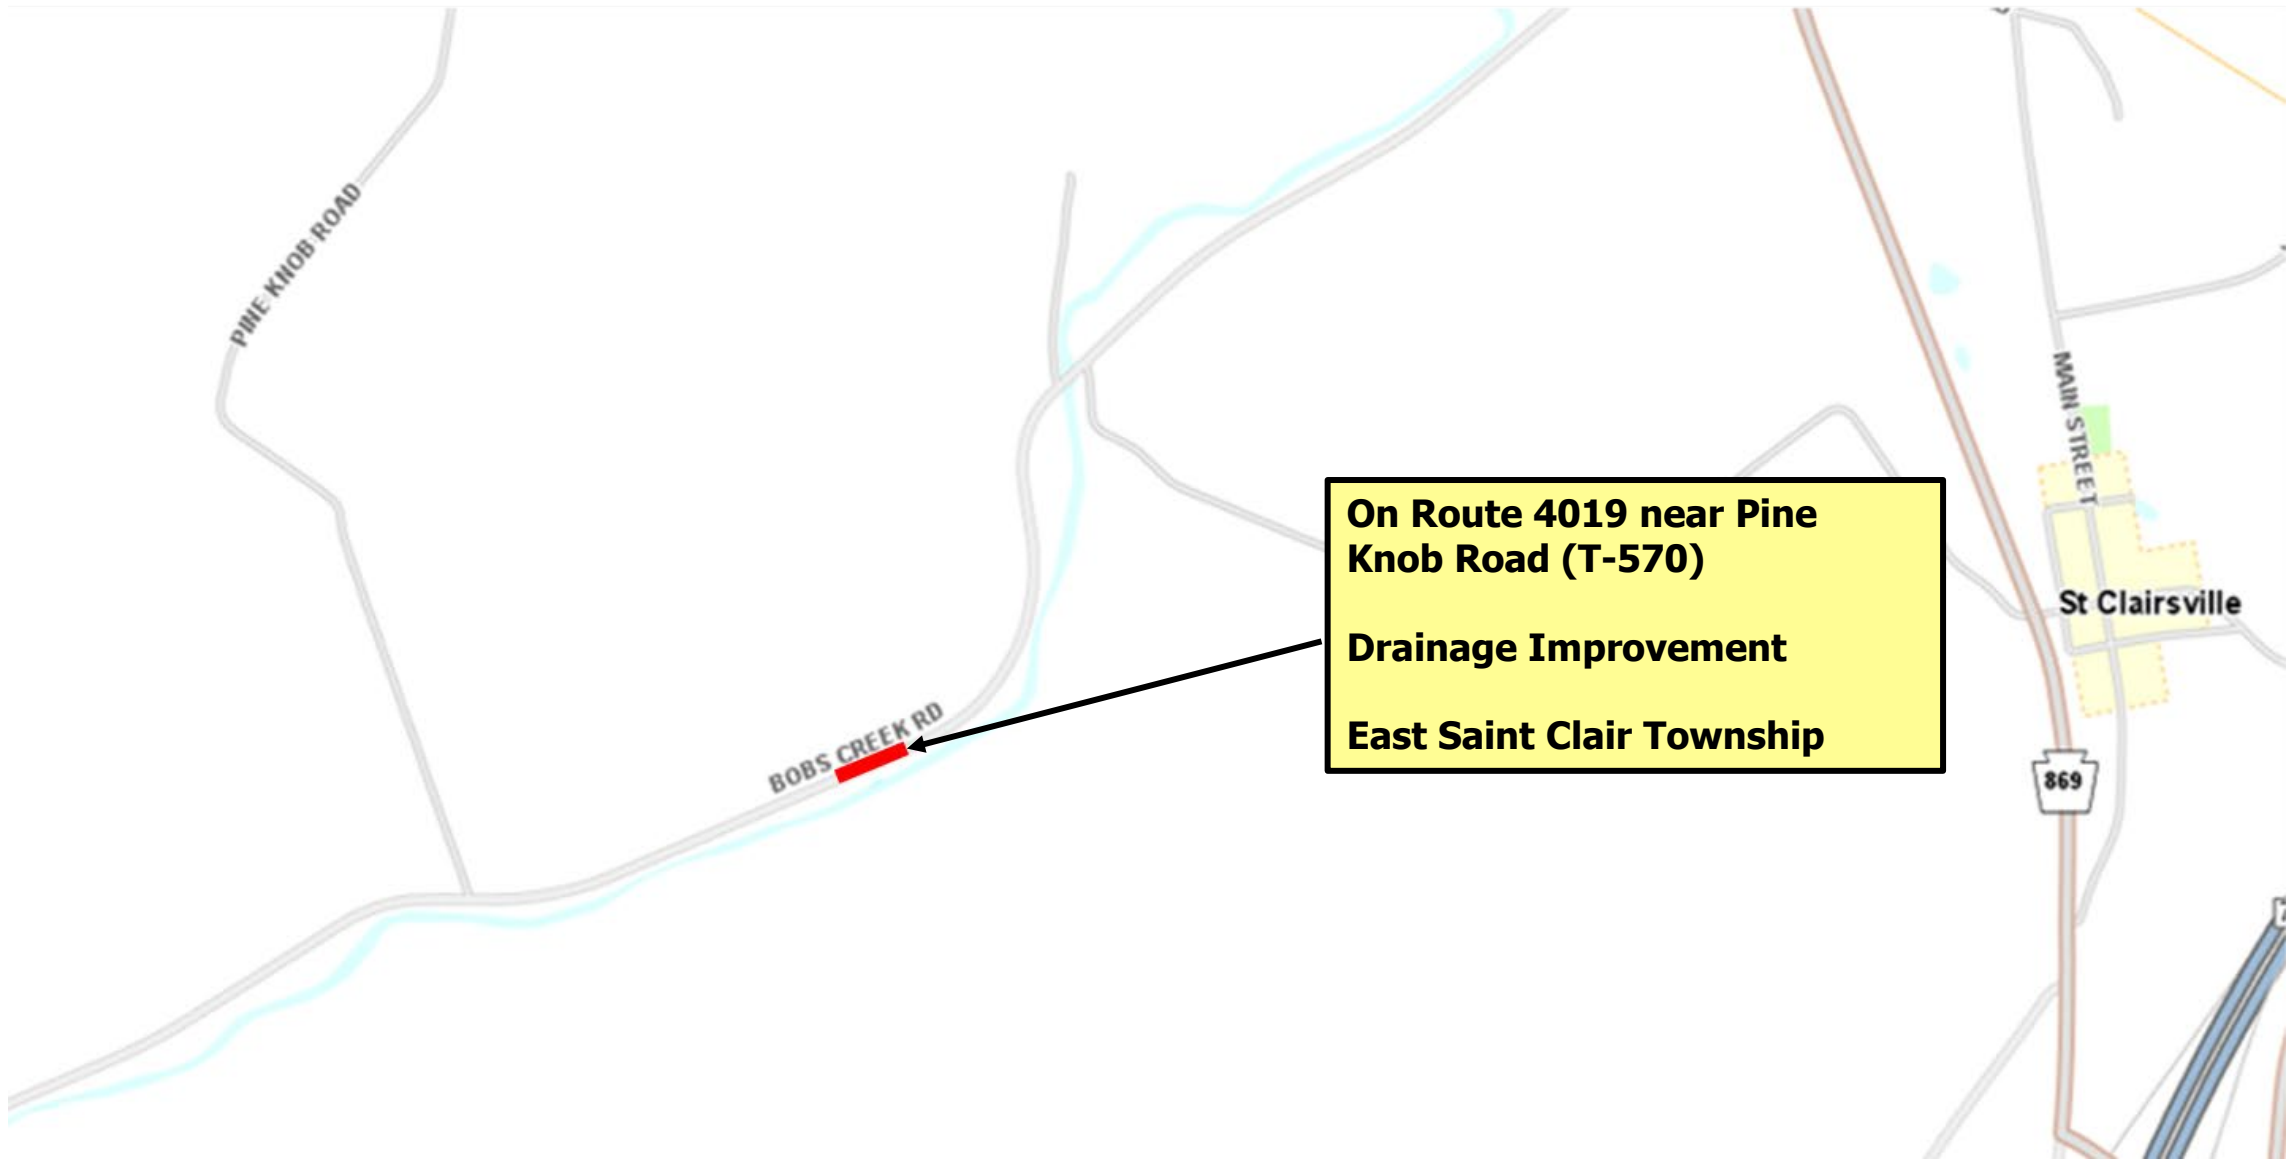 PINE KNOB ROAD
MAIN STREET
On Route 4019 near Pine
Knob Road (T-570)
Drainage Improvement
East Saint Clair Township
St Clairsville
BOBS CREEK RD
869